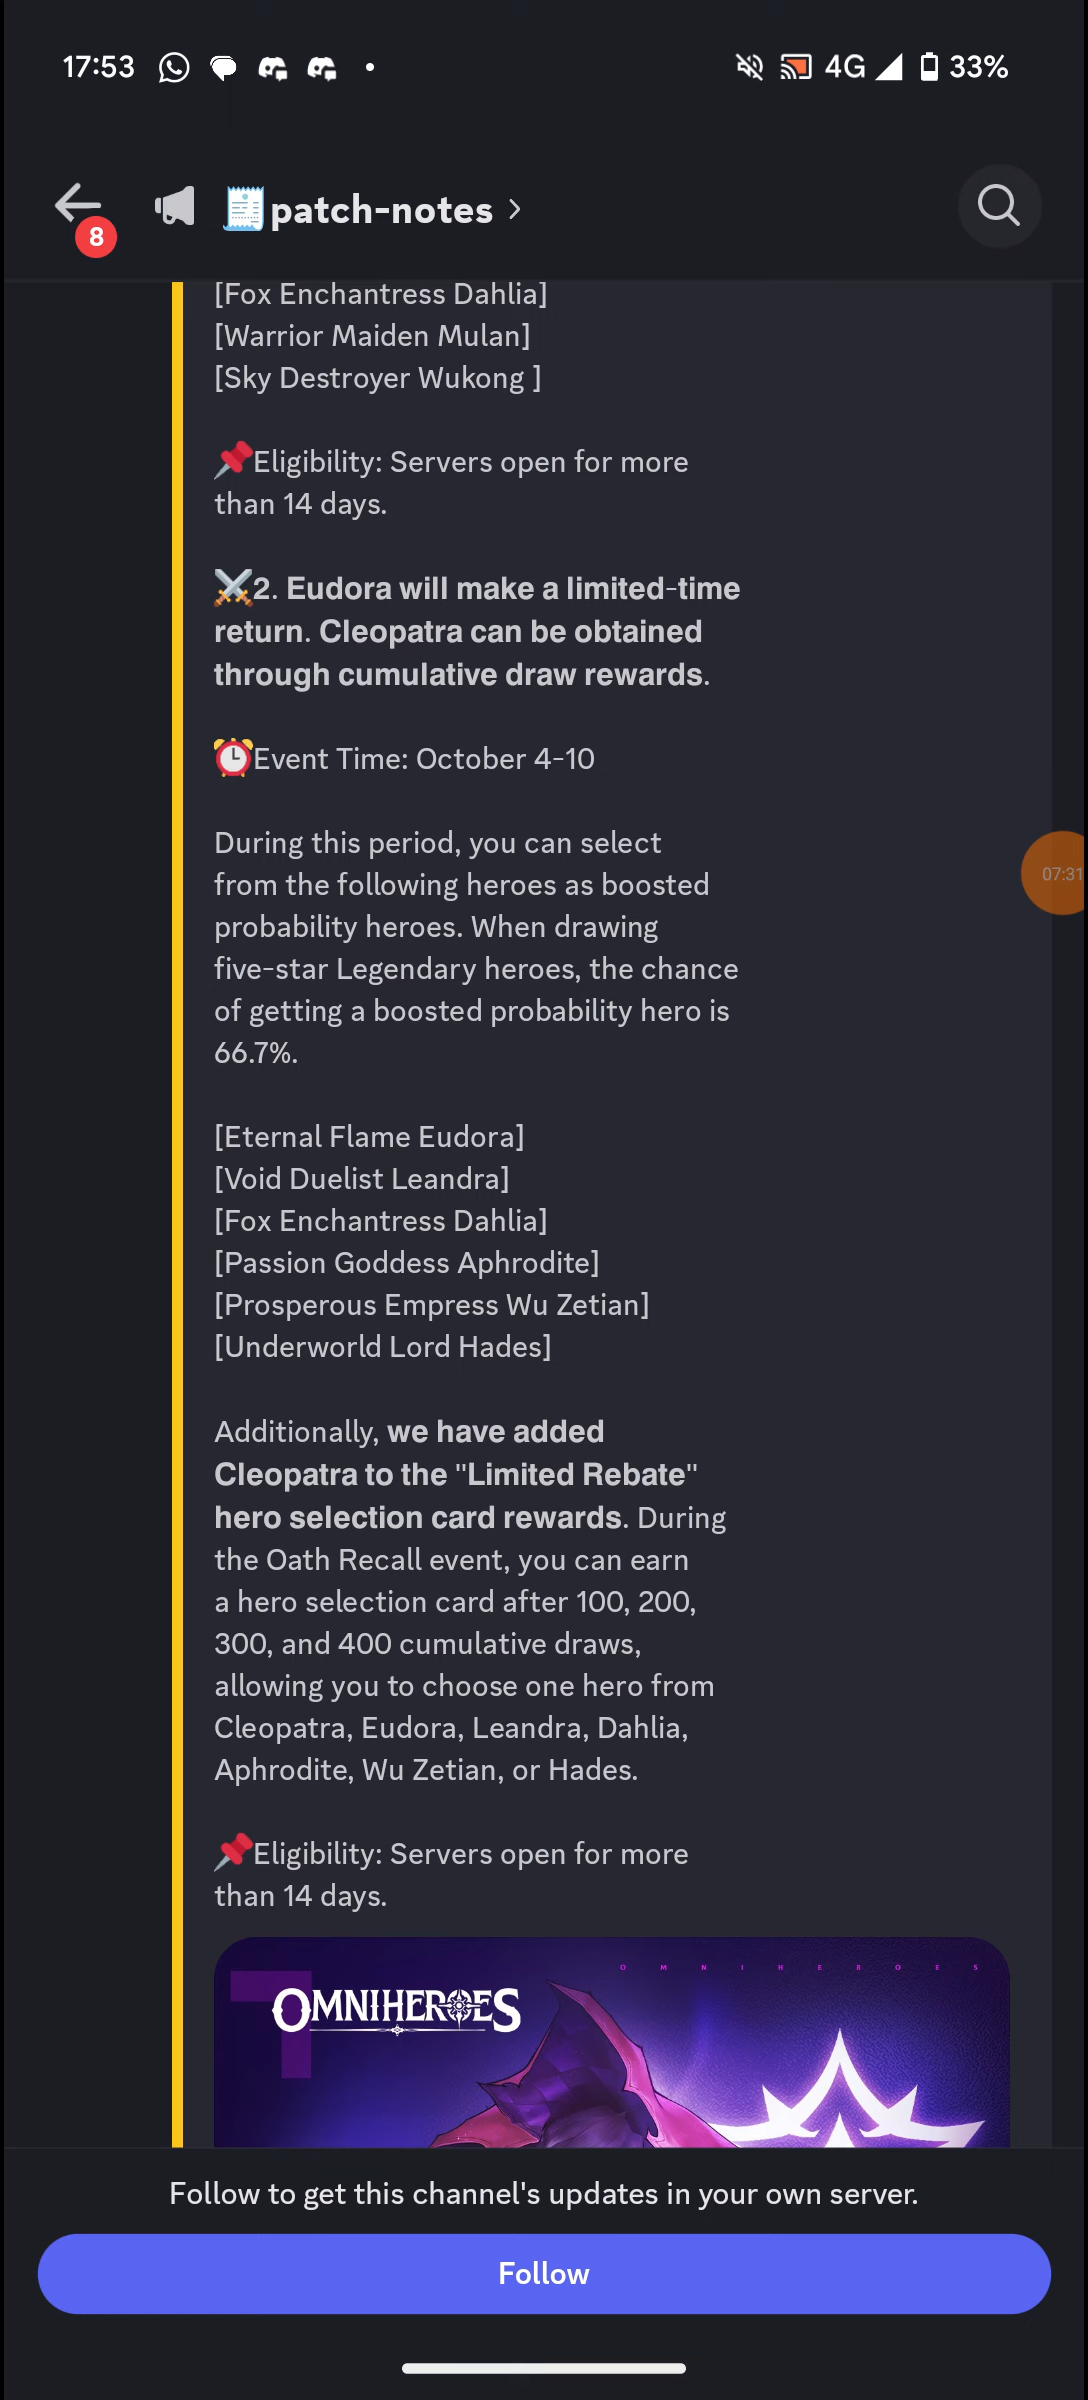 17:53
4G
33%
8
patch-notes
[Fox Enchantress Dahlia]
[Warrior Maiden Mulan]
[Sky Destroyer Wukong ]
📌Eligibility: Servers open for more
than 14 days.
⚔️2. Eudora will make a limited-time
return. Cleopatra can be obtained
through cumulative draw rewards.
⏰Event Time: October 4-10
07:31
During this period, you can select
from the following heroes as boosted
probability heroes. When drawing
five-star Legendary heroes, the chance
of getting a boosted probability hero is
66.7%.
[Eternal Flame Eudora]
[Void Duelist Leandra]
[Fox Enchantress Dahlia]
[Passion Goddess Aphrodite]
[Prosperous Empress Wu Zetian]
[Underworld Lord Hades]
Additionally, we have added
Cleopatra to the "Limited Rebate"
hero selection card rewards. During
the Oath Recall event, you can earn
a hero selection card after 100, 200,
300, and 400 cumulative draws,
allowing you to choose one hero from
Cleopatra, Eudora, Leandra, Dahlia,
Aphrodite, Wu Zetian, or Hades.
📌Eligibility: Servers open for more
than 14 days.
OMNIHEROES
OMNIHEROES
Follow to get this channel's updates in your own server.
Follow